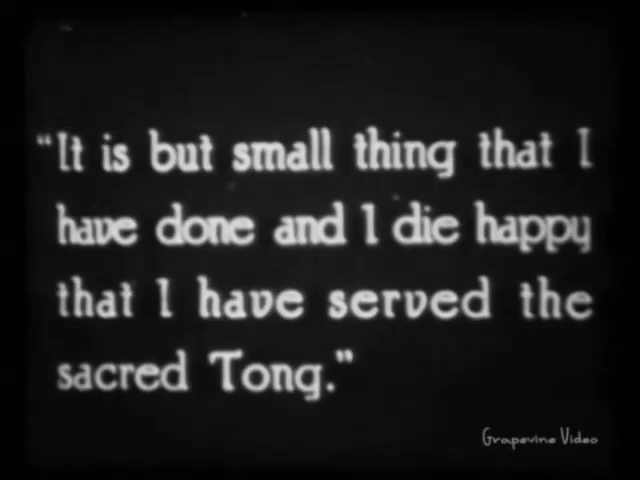 “It is but small thing that I
have done and I die happy
that I have served the
sacred Tong.”
Grapevine Video